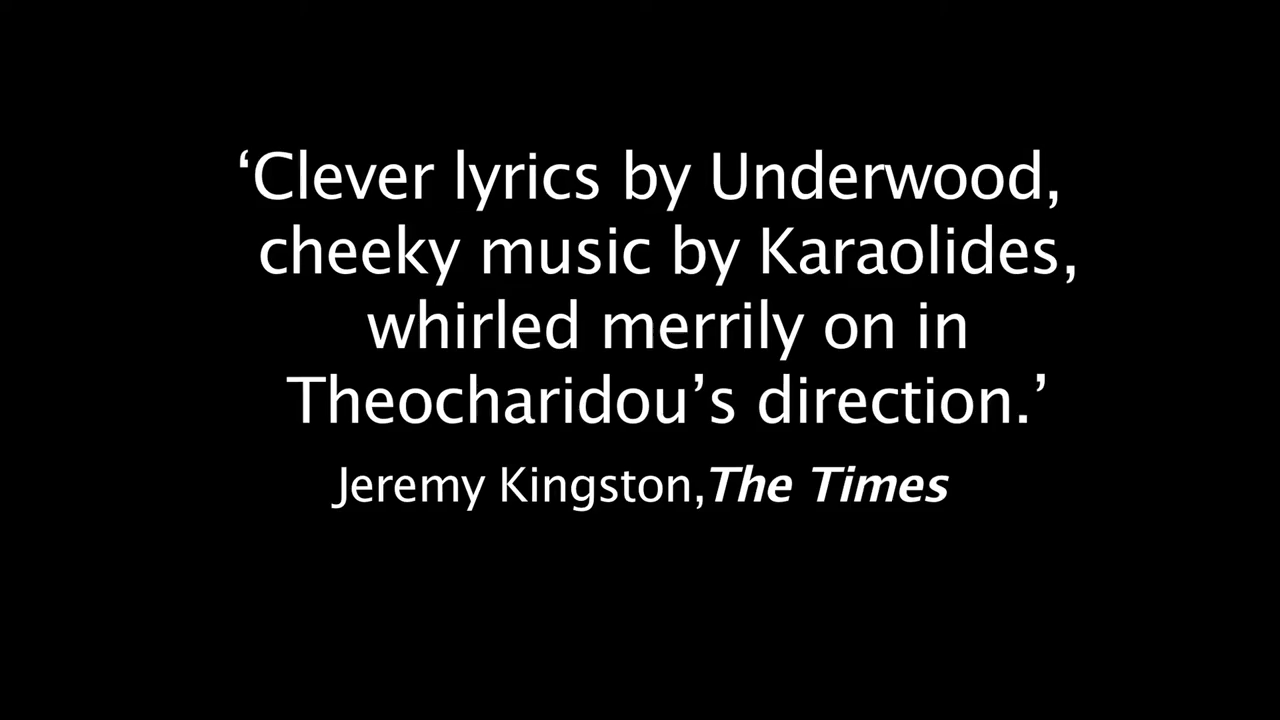 ‘Clever lyrics by Underwood,
cheeky music by Karaolides,
whirled merrily on in
Theocharidou’s direction.’
Jeremy Kingston,The Times